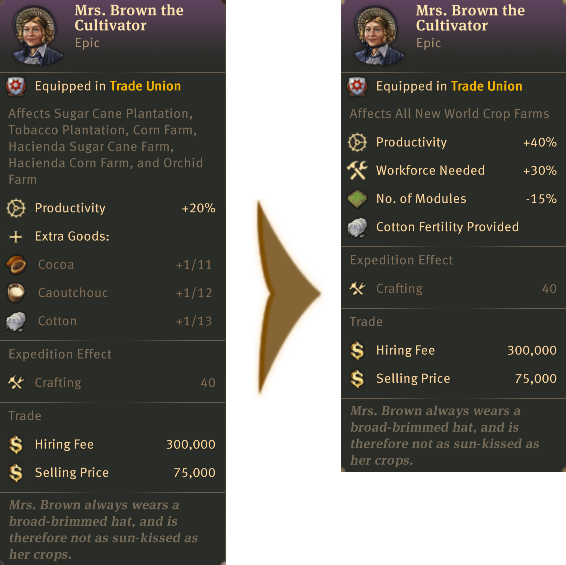 Mrs. Brown the
Cultivator
Epic
Equipped in Trade Union
Affects Sugar Cane Plantation,
Tobacco Plantation, Corn Farm,
Hacienda Sugar Cane Farm,
Hacienda Corn Farm, and Orchid
Farm
Productivity +20%
Extra Goods:
Cocoa +1/11
Caoutchouc +1/12
Cotton +1/13
Expedition Effect
Crafting 40
Trade
Hiring Fee 300,000
Selling Price 75,000
Mrs. Brown always wears a
broad-brimmed hat, and is
therefore not as sun-kissed as
her crops.
Mrs. Brown the
Cultivator
Epic
Equipped in Trade Union
Affects All New World Crop Farms
Productivity +40%
Workforce Needed +30%
No. of Modules -15%
Cotton Fertility Provided
Expedition Effect
Crafting 40
Trade
Hiring Fee 300,000
Selling Price 75,000
Mrs. Brown always wears a
broad-brimmed hat, and is
therefore not as sun-kissed as
her crops.